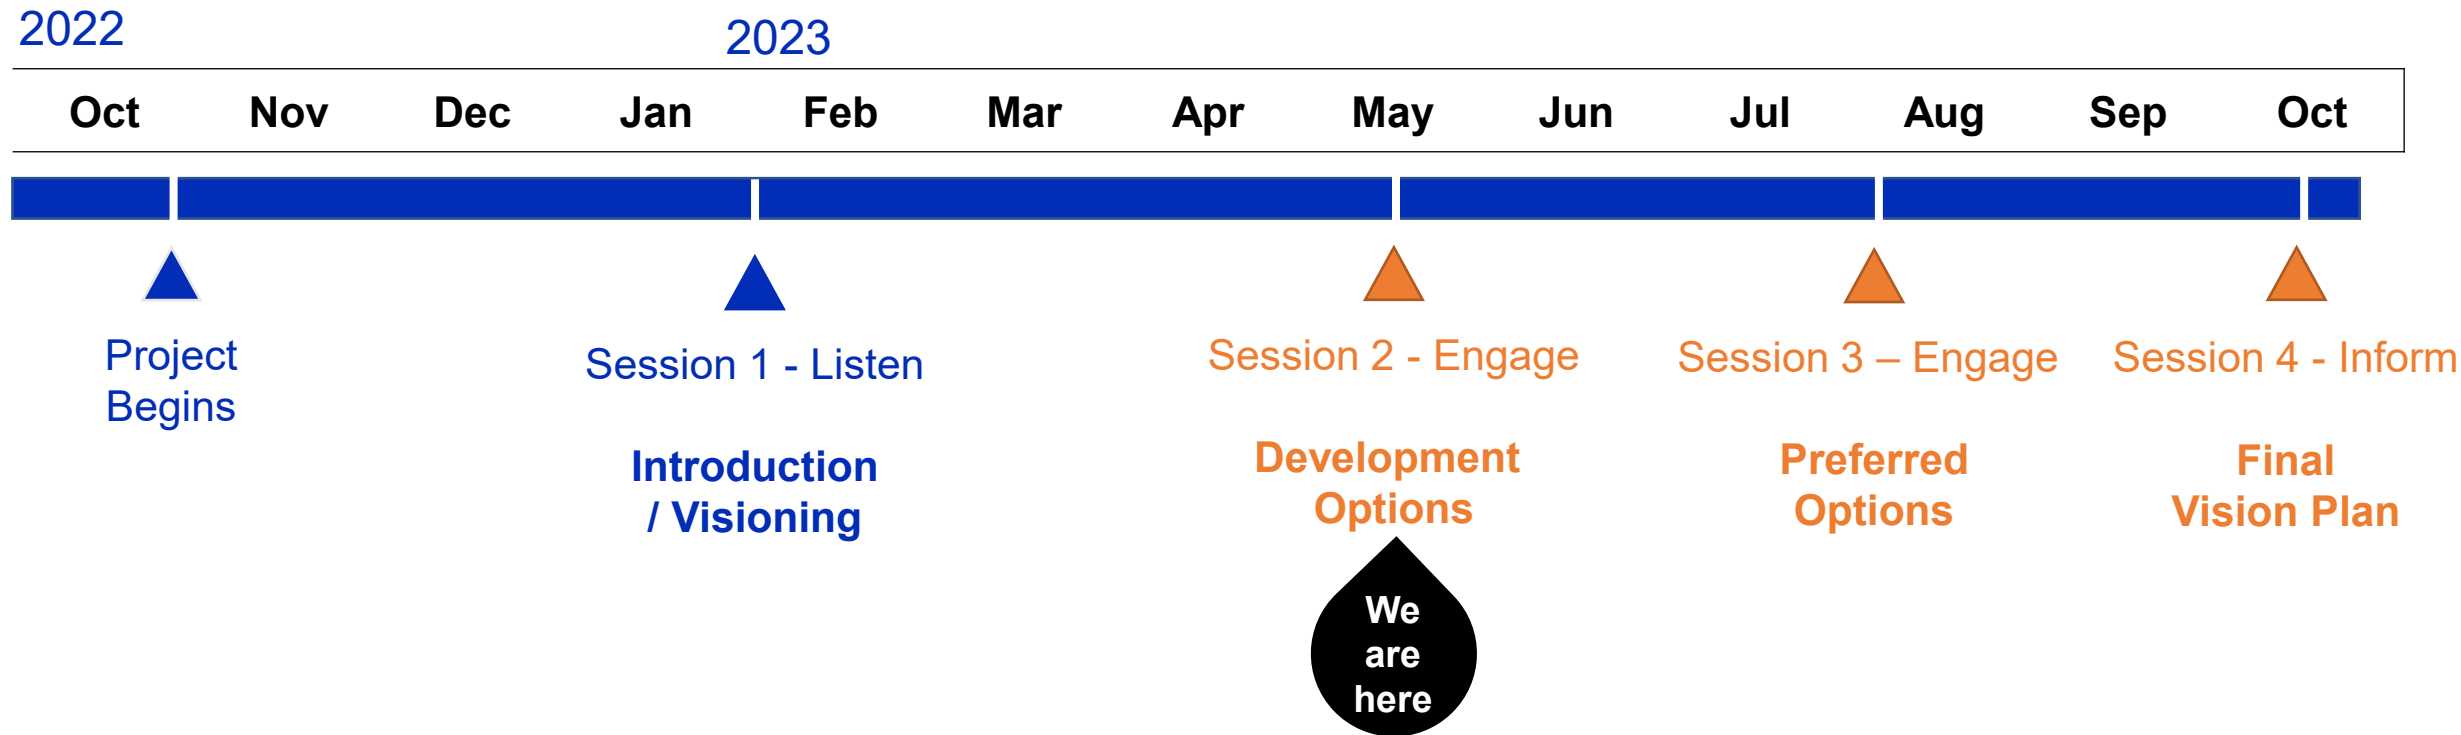 2022
2023
Oct Nov Dec Jan Feb Mar Apr May Jun Jul Aug Sep Oct
Project
Begins
Session 1 - Listen
Introduction
/ Visioning
Session 2 - Engage
Development
Options
Session 3 – Engage
Preferred
Options
Session 4 - Inform
Final
Vision Plan
We
are
here